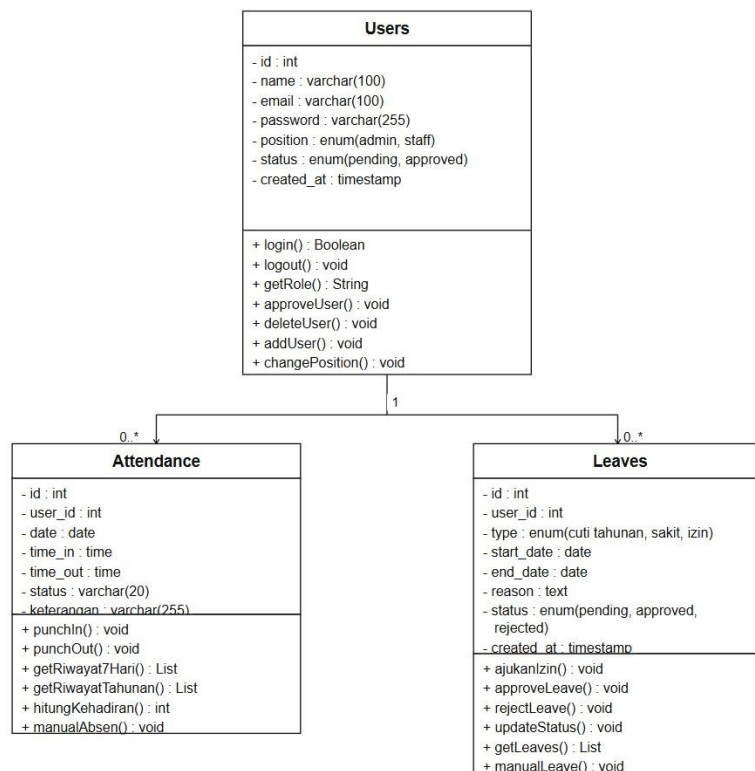 Users
- id : int
- name : varchar(100)
- email : varchar(100)
- password : varchar(255)
- position : enum(admin, staff)
- status : enum(pending, approved)
- created_at : timestamp
+ login() : Boolean
+ logout() : void
+ getRole() : String
+ approveUser() : void
+ deleteUser() : void
+ addUser() : void
+ changePosition() : void
1
0..*
0..*
Attendance
- id : int
- user_id : int
- date : date
- time_in : time
- time_out : time
- status : varchar(20)
- keterangan : varchar(255)
+ punchIn() : void
+ punchOut() : void
+ getRiwayat7Hari() : List
+ getRiwayatTahunan() : List
+ hitungKehadiran() : int
+ manualAbsen() : void
Leaves
- id : int
- user_id : int
- type : enum(cuti tahunan, sakit, izin)
- start_date : date
- end_date : date
- reason : text
- status : enum(pending, approved,
rejected)
- created_at : timestamp
+ ajukanIzin() : void
+ approveLeave() : void
+ rejectLeave() : void
+ updateStatus() : void
+ getLeaves() : List
+ manualLeave() : void